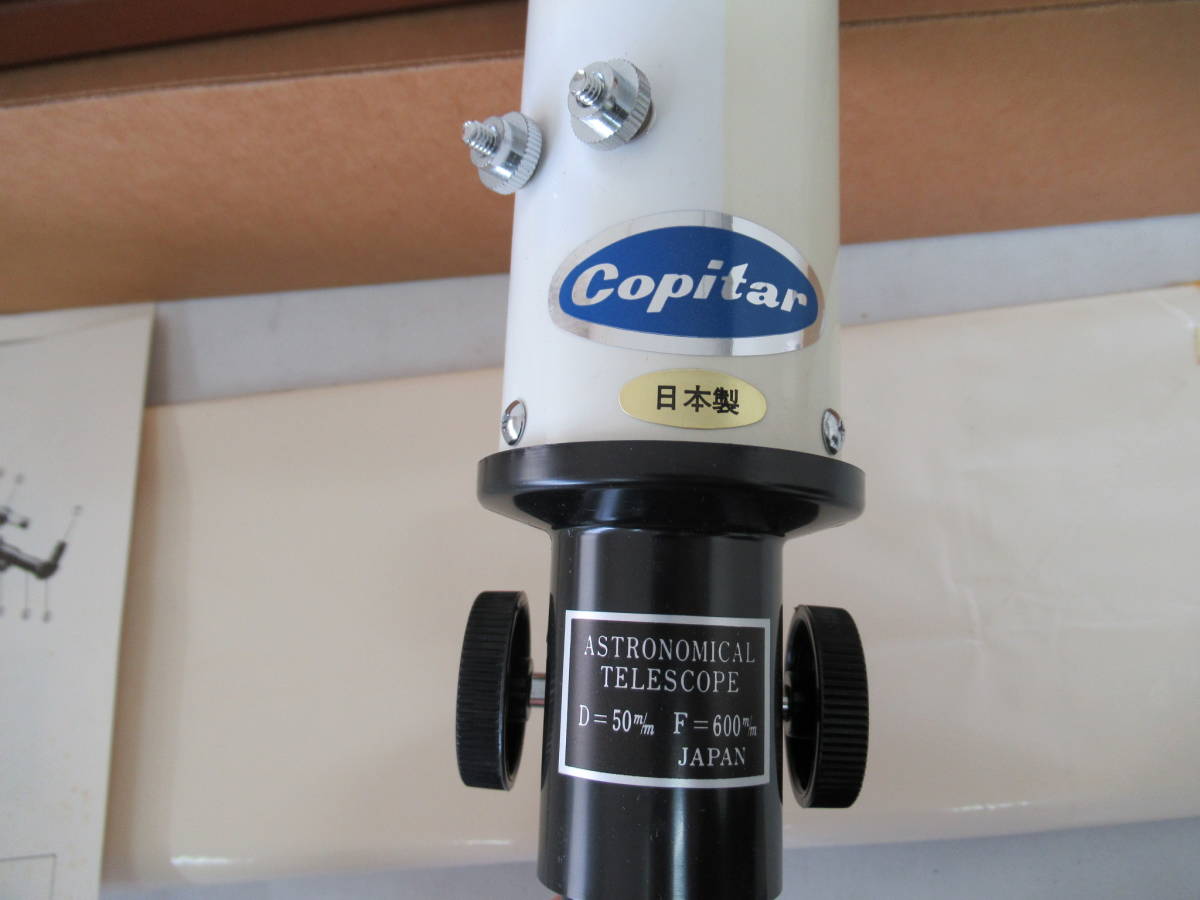 Copitar
日本製
ASTRONOMICAL
TELESCOPE
D=50m/m F=600m/m
JAPAN